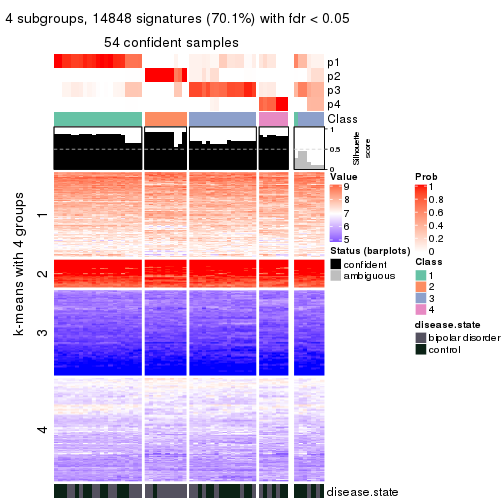 4 subgroups, 14848 signatures (70.1%) with fdr < 0.05
54 confident samples
p1
p2
p3
p4
Class
1
0.5
0
Silhouette
score
k-means with 4 groups
1
2
3
4
disease.state
Value
9
8
7
6
5
Status (barplots)
confident
ambiguous
Prob
1
0.8
0.6
0.4
0.2
0
Class
1
2
3
4
disease.state
bipolar disorder
control